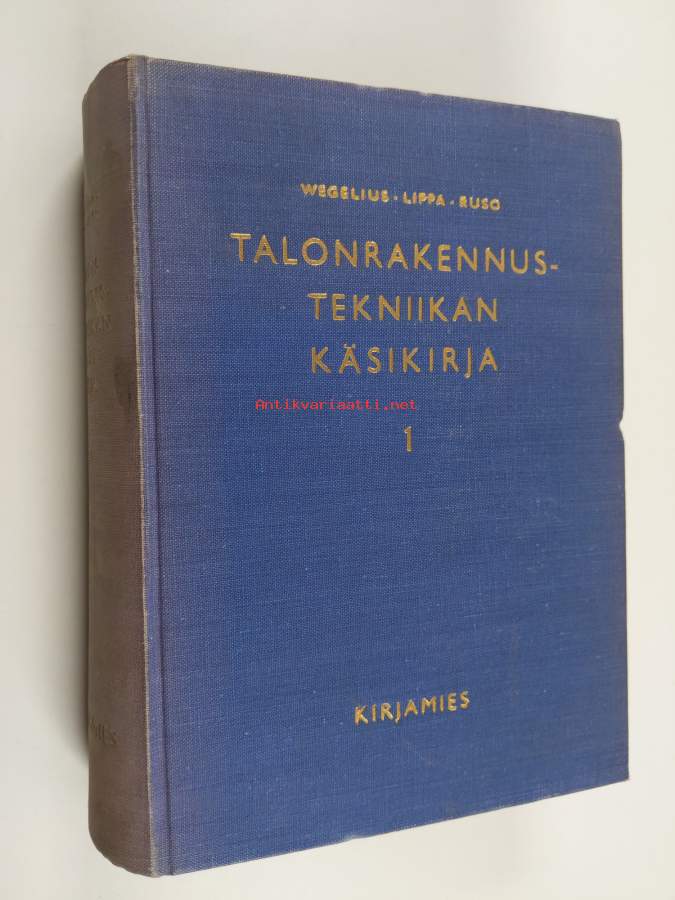 WEGELIUS · LIPPA · RUSO
TALONRAKENNUS-
TEKNIIKAN
KÄSIKIRJA
Antikvariaatti.net
1
KIRJAMIES